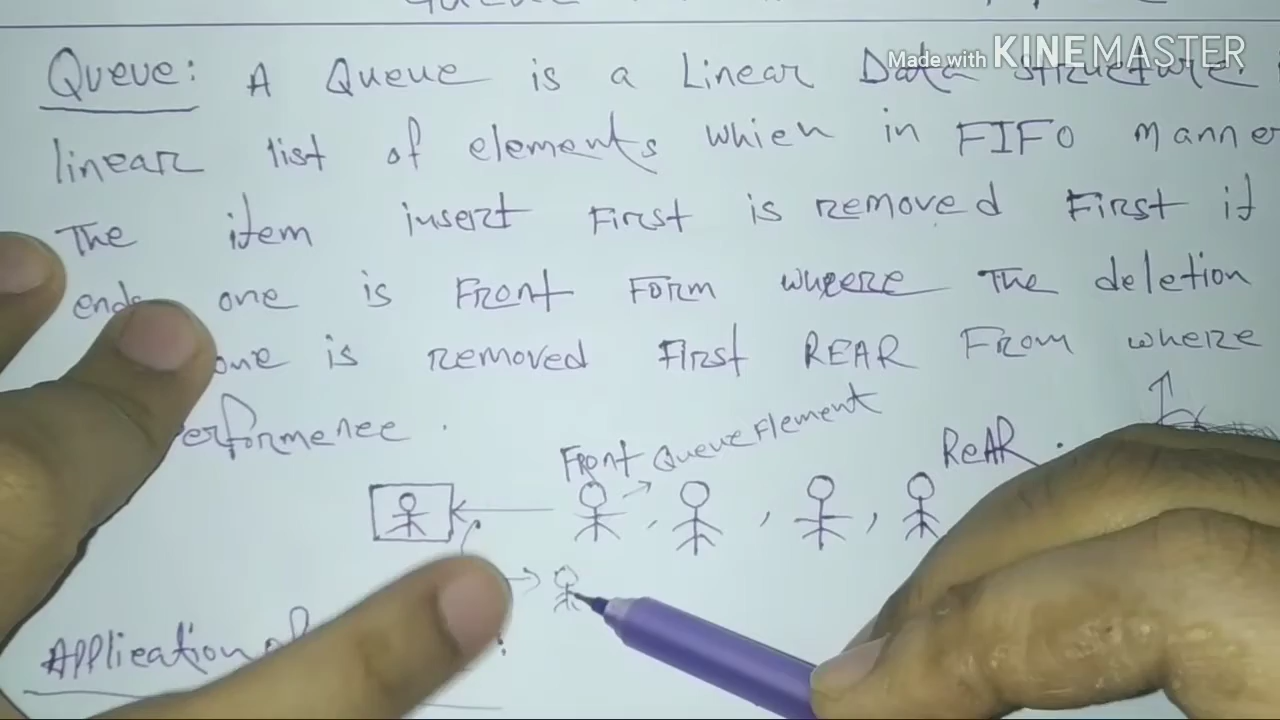 Made with KINEMASTER
Queue: A Queue is a Linear Data structure.
linear list of elements which in FIFO manner
The item insert First is removed First it
ends one is Front Form where the deletion
one is removed First REAR From where
erformence.
Front Queue Element REAR.
, , ,
Application of :